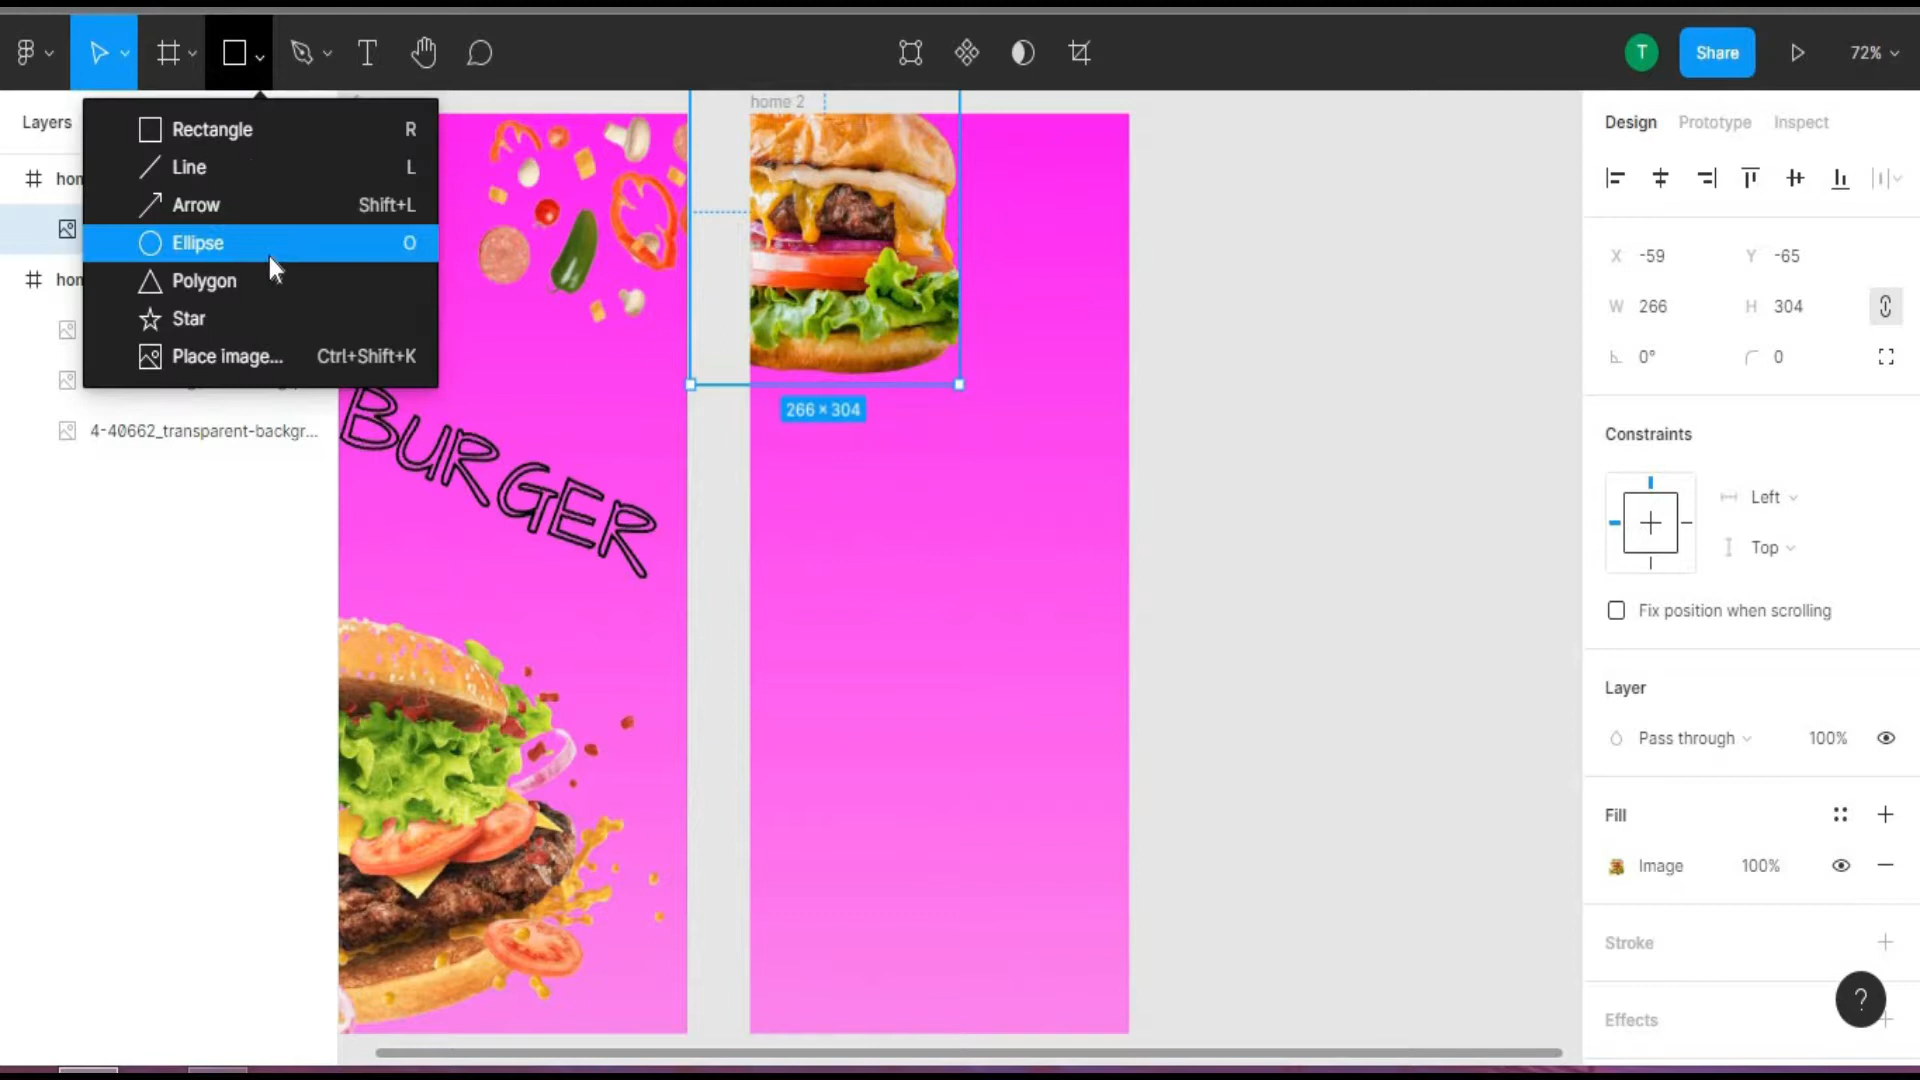 T
T
Share
72%
Layers
Rectangle R
Line L
Arrow Shift+L
Ellipse O
Polygon
Star
Place image... Ctrl+Shift+K
hon
hon
4-40662_transparent-backgr...
home 2
BURGER
266 × 304
Design Prototype Inspect
X -59 Y -65
W 266 H 304
0° 0
Constraints
Left
Top
Fix position when scrolling
Layer
Pass through 100%
Fill
Image 100%
Stroke
Effects
?